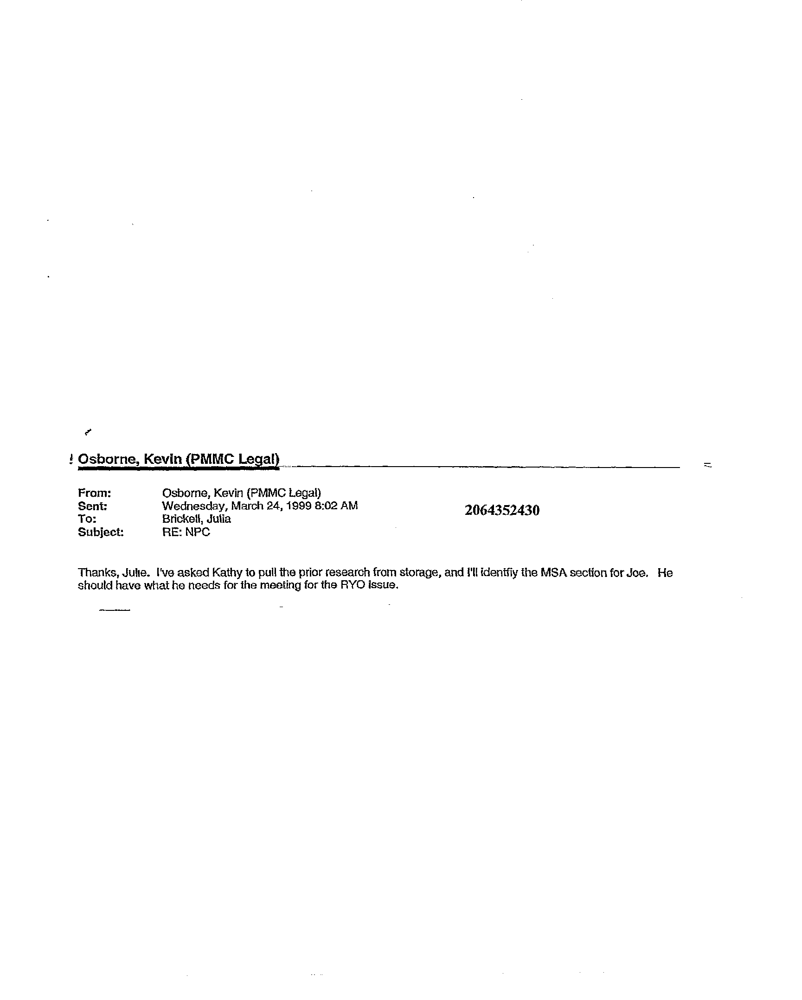 Osborne, Kevin (PMMC Legal)
From: Osborne, Kevin (PMMC Legal)
Sent: Wednesday, March 24, 1999 8:02 AM
To: Brickell, Julia
Subject: RE: NPC
2064352430
Thanks, Julie. I've asked Kathy to pull the prior research from storage, and I'll identfiy the MSA section for Joe. He
should have what he needs for the meeting for the RYO issue.